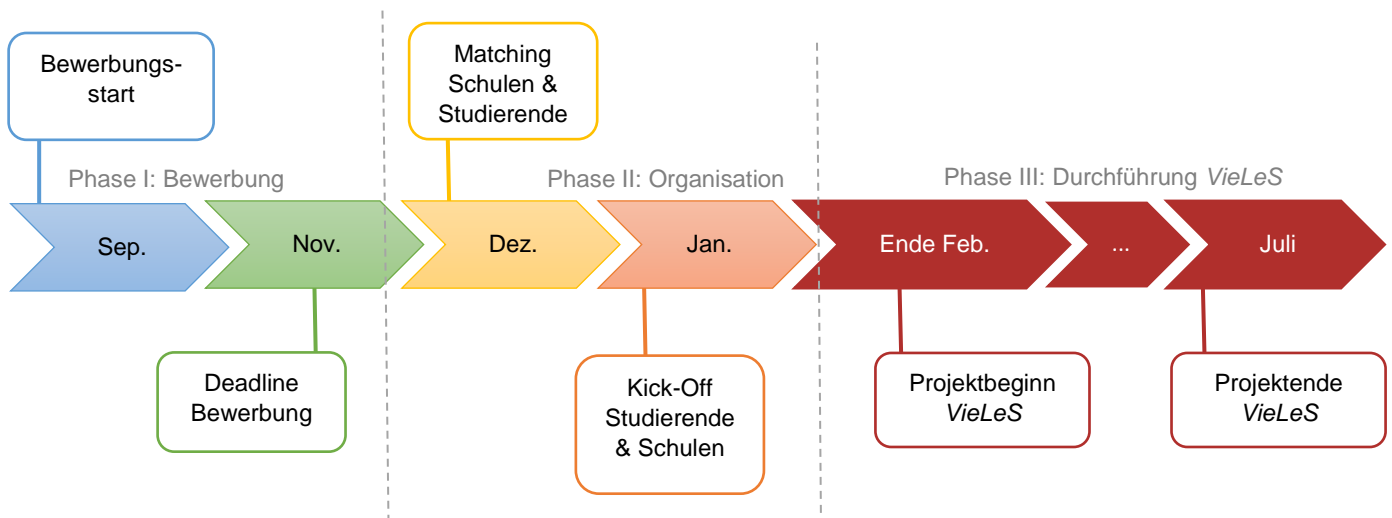 Bewerbungs-
start
Matching
Schulen &
Studierende
Phase I: Bewerbung
Phase II: Organisation
Phase III: Durchführung VieLeS
Sep.
Nov.
Dez.
Jan.
Ende Feb.
...
Juli
Deadline
Bewerbung
Kick-Off
Studierende
& Schulen
Projektbeginn
VieLeS
Projektende
VieLeS